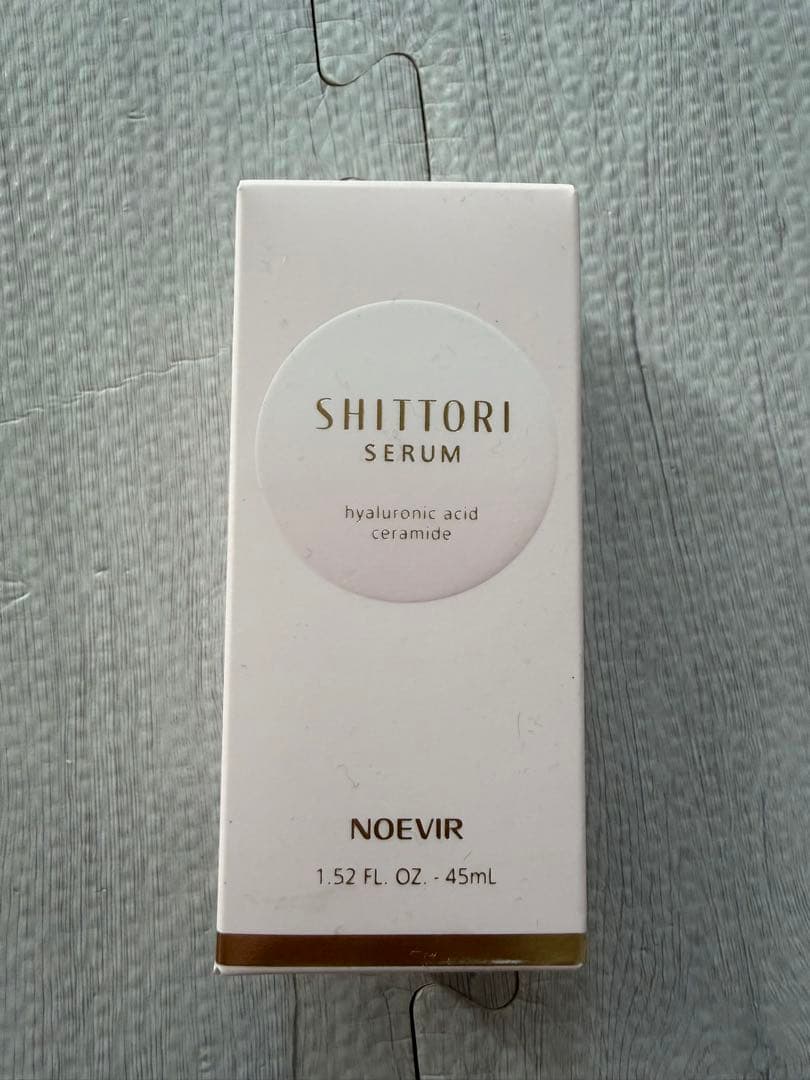 SHITTORI
SERUM
hyaluronic acid
ceramide
NOEVIR
1.52 FL. OZ. - 45mL